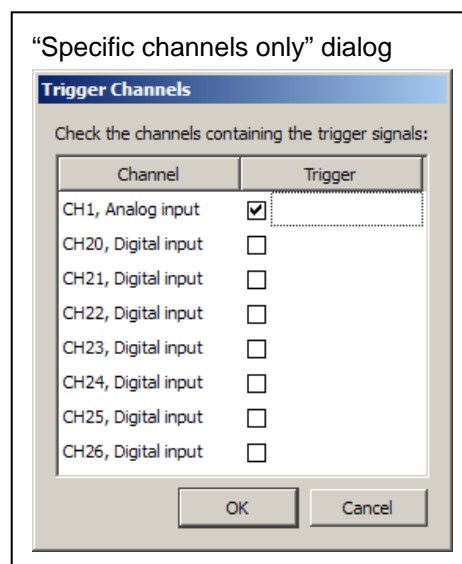 “Specific channels only” dialog
Trigger Channels
Check the channels containing the trigger signals:
Channel Trigger
CH1, Analog input
CH20, Digital input
CH21, Digital input
CH22, Digital input
CH23, Digital input
CH24, Digital input
CH25, Digital input
CH26, Digital input
OK Cancel